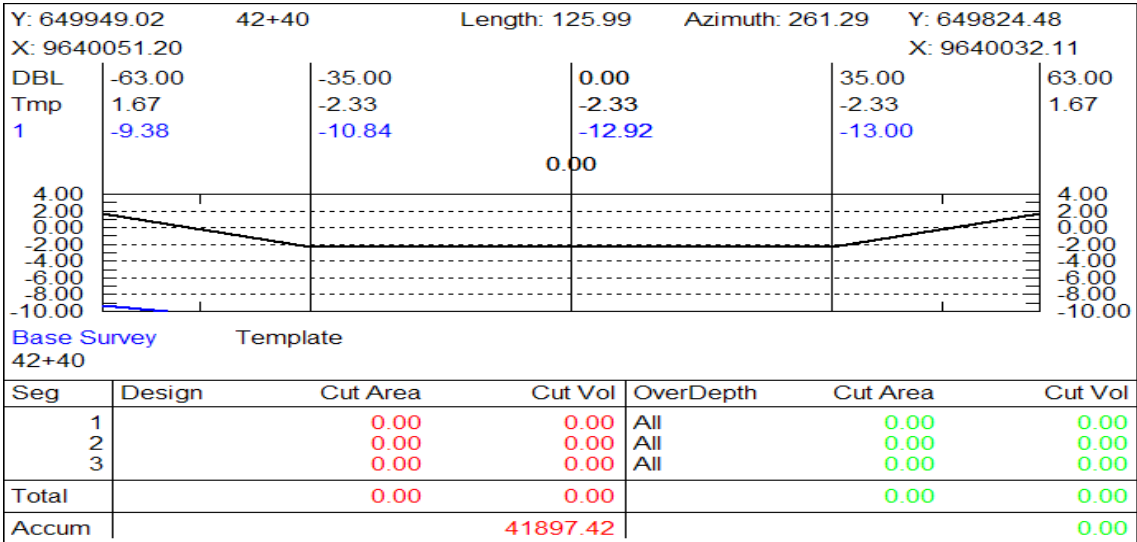 Y: 649949.02 42+40 Length: 125.99 Azimuth: 261.29 Y: 649824.48
X: 9640051.20 X: 9640032.11
DBL -63.00 -35.00 0.00 35.00 63.00
Tmp 1.67 -2.33 -2.33 -2.33 1.67
1 -9.38 -10.84 -12.92 -13.00
0.00
4.00 4.00
2.00 2.00
0.00 0.00
-2.00 -2.00
-4.00 -4.00
-6.00 -6.00
-8.00 -8.00
-10.00 -10.00
Base Survey Template
42+40
Seg Design Cut Area Cut Vol OverDepth Cut Area Cut Vol
1 0.00 0.00 All 0.00 0.00
2 0.00 0.00 All 0.00 0.00
3 0.00 0.00 All 0.00 0.00
Total 0.00 0.00 0.00 0.00
Accum 41897.42 0.00